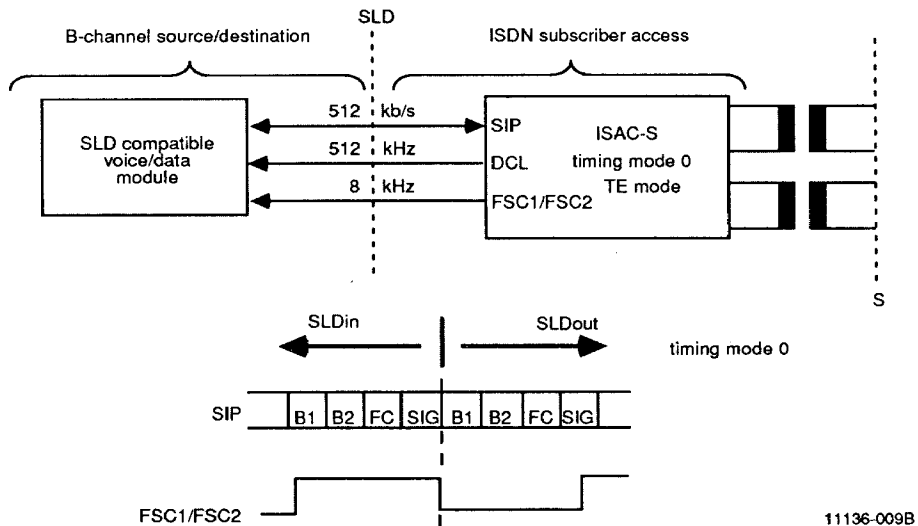 SLD
B-channel source/destination
ISDN subscriber access
SLD compatible
voice/data
module
512 kb/s
512 kHz
8 kHz
SIP
DCL
FSC1/FSC2
ISAC-S
timing mode 0
TE mode
S
SLDin
SLDout
timing mode 0
SIP
B1 B2 FC SIG B1 B2 FC SIG
FSC1/FSC2
11136-009B